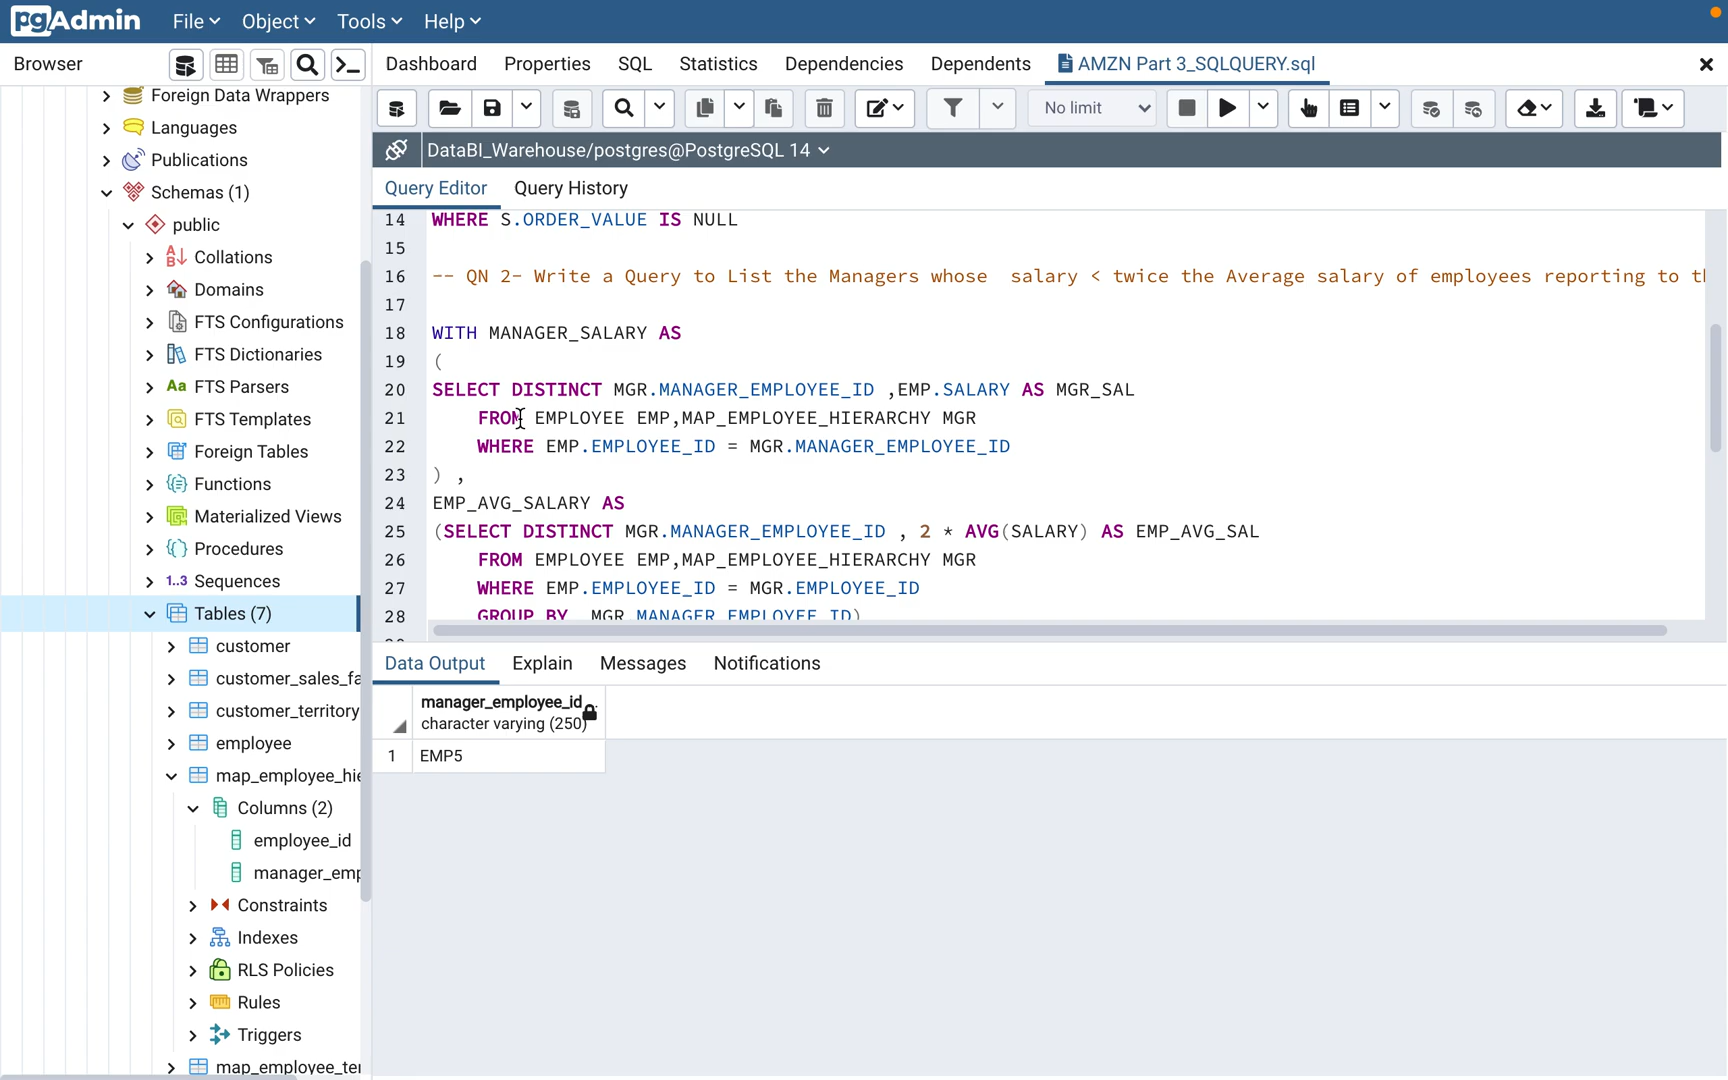 pgAdmin File Object Tools Help
Browser
Dashboard Properties SQL Statistics Dependencies Dependents AMZN Part 3_SQLQUERY.sql
No limit
DataBI_Warehouse/postgres@PostgreSQL 14
Query Editor Query History
Foreign Data Wrappers
Languages
Publications
Schemas (1)
public
Collations
Domains
FTS Configurations
FTS Dictionaries
Aa FTS Parsers
FTS Templates
Foreign Tables
Functions
Materialized Views
Procedures
1..3 Sequences
Tables (7)
customer
customer_sales_fa
customer_territory
employee
map_employee_hie
Columns (2)
employee_id
manager_emp
Constraints
Indexes
RLS Policies
Rules
Triggers
map_employee_ter
14 WHERE S.ORDER_VALUE IS NULL
15
16 -- QN 2- Write a Query to List the Managers whose  salary < twice the Average salary of employees reporting to th
17
18 WITH MANAGER_SALARY AS
19 (
20 SELECT DISTINCT MGR.MANAGER_EMPLOYEE_ID ,EMP.SALARY AS MGR_SAL
21 FROM EMPLOYEE EMP,MAP_EMPLOYEE_HIERARCHY MGR
22 WHERE EMP.EMPLOYEE_ID = MGR.MANAGER_EMPLOYEE_ID
23 ) ,
24 EMP_AVG_SALARY AS
25 (SELECT DISTINCT MGR.MANAGER_EMPLOYEE_ID , 2 * AVG(SALARY) AS EMP_AVG_SAL
26 FROM EMPLOYEE EMP,MAP_EMPLOYEE_HIERARCHY MGR
27 WHERE EMP.EMPLOYEE_ID = MGR.EMPLOYEE_ID
28 GROUP BY  MGR.MANAGER_EMPLOYEE_ID)
Data Output Explain Messages Notifications
manager_employee_id
character varying (250)
1 EMP5